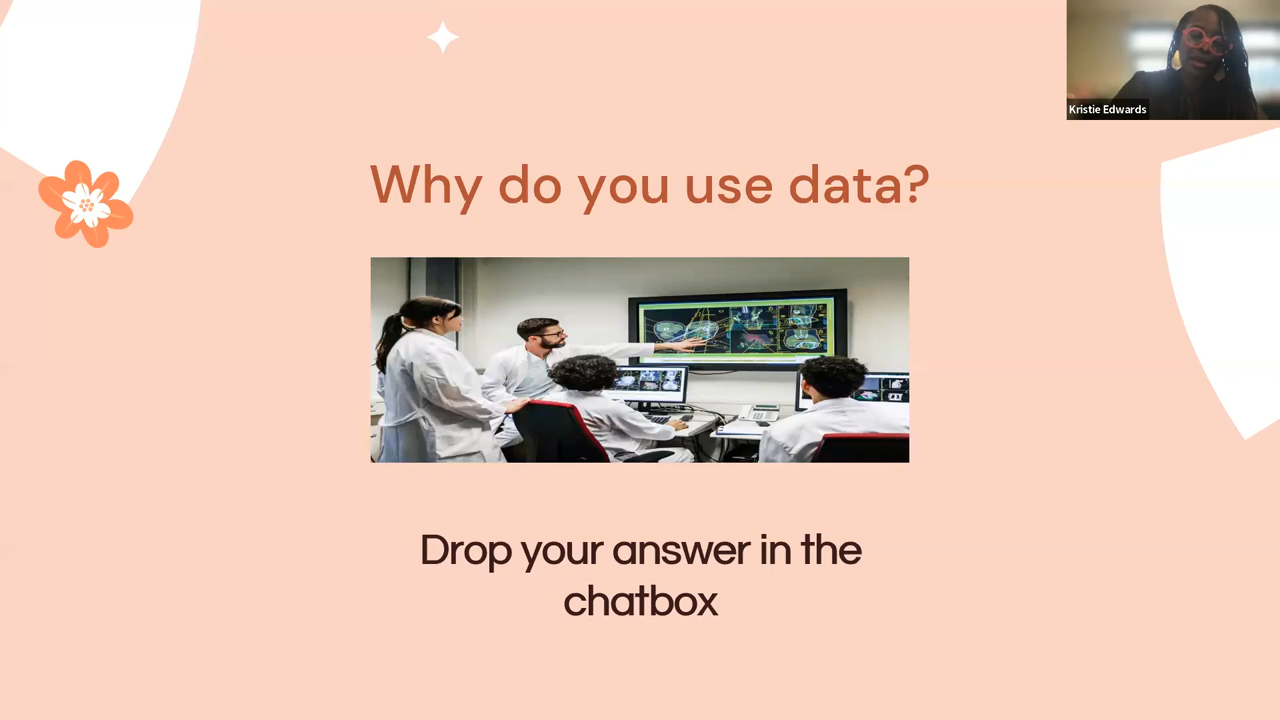 Kristie Edwards
Why do you use data?
Drop your answer in the
chatbox